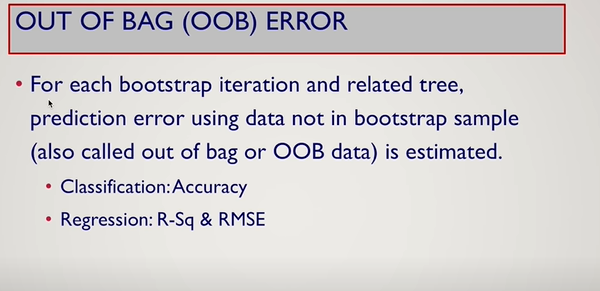 OUT OF BAG (OOB) ERROR
• For each bootstrap iteration and related tree,
prediction error using data not in bootstrap sample
(also called out of bag or OOB data) is estimated.
• Classification: Accuracy
• Regression: R-Sq & RMSE